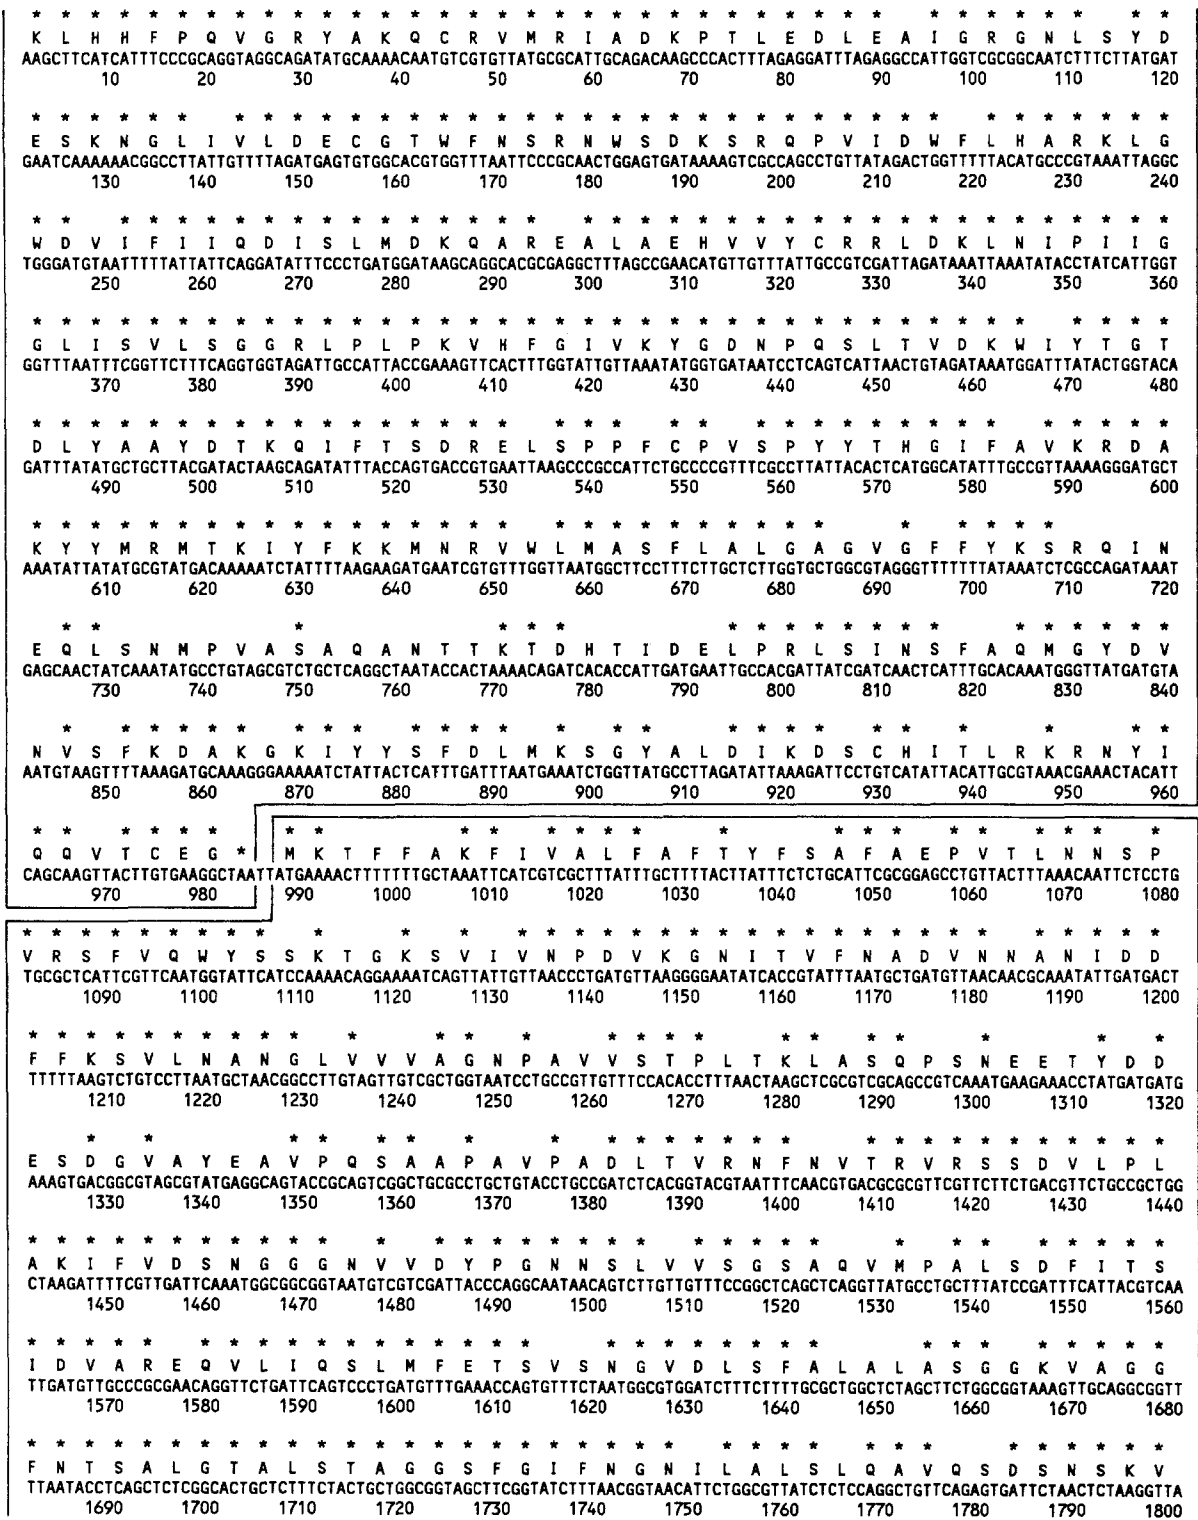 * * * * * * * * * * * * * * * * * * * * * * * * * * * * * * * * * * * * * *
K L H H F P Q V G R Y A K Q C R V M R I A D K P T L E D L E A I G R G N L S Y D
AAGCTTCATCATTTCCCGCAGGTAGGCAGATATGCAAAACAATGTCGTGTTATGCGCATTGCAGACAAGCCCACTTTAGAGGATTTAGAGGCCATTGGTCGCGGCAATCTTTCTTATGAT
10 20 30 40 50 60 70 80 90 100 110 120
* * * * * * * * * * * * * * * * * * * * * * * * * * * * * * * * * * * * * *
E S K N G L I V L D E C G T W F N S R N W S D K S R Q P V I D W F L H A R K L G
GAATCAAAAAACGGCCTTATTGTTTTAGATGAGTGTGGCACGTGGTTTAATTCCCGCAACTGGAGTGATAAAAGTCGCCAGCCTGTTATAGACTGGTTTTTACATGCCCGTAAATTAGGC
130 140 150 160 170 180 190 200 210 220 230 240
* * * * * * * * * * * * * * * * * * * * * * * * * * * * * * * * * * * * * *
W D V I F I I Q D I S L M D K Q A R E A L A E H V V Y C R R L D K L N I P I I G
TGGGATGTAATTTTTATTATTCAGGATATTTCCCTGATGGATAAGCAGGCACGCGAGGCTTTAGCCGAACATGTTGTTTATTGCCGTCGATTAGATAAATTAAATATACCTATCATTGGT
250 260 270 280 290 300 310 320 330 340 350 360
* * * * * * * * * * * * * * * * * * * * * * * * * * * * * * * * * * * * * * *
G L I S V L S G G R L P L P K V H F G I V K Y G D N P Q S L T V D K W I Y T G T
GGTTTAATTTCGGTTCTTTCAGGTGGTAGATTGCCATTACCGAAAGTTCACTTTGGTATTGTTAAATATGGTGATAATCCTCAGTCATTAACTGTAGATAAATGGATTTATACTGGTACA
370 380 390 400 410 420 430 440 450 460 470 480
* * * * * * * * * * * * * * * * * * * * * * * * * * * * * * * * * * * *
D L Y A A Y D T K Q I F T S D R E L S P P F C P V S P Y Y T H G I F A V K R D A
GATTTATATGCTGCTTACGATACTAAGCAGATATTTACCAGTGACCGTGAATTAAGCCCGCCATTCTGCCCCGTTTCGCCTTATTACACTCATGGCATATTTGCCGTTAAAAGGGATGCT
490 500 510 520 530 540 550 560 570 580 590 600
* * * * * * * * * * * * * * * * * * * * * * * * * * * * * * *
K Y Y M R M T K I Y F K K M N R V W L M A S F L A L G A G V G F F Y K S R Q I N
AAATATTATATGCGTATGACAAAAATCTATTTTAAGAAGATGAATCGTGTTTGGTTAATGGCTTCCTTTCTTGCTCTTGGTGCTGGCGTAGGGTTTTTTTATAAATCTCGCCAGATAAAT
610 620 630 640 650 660 670 680 690 700 710 720
* * * * * * * * * * * * * * * * * * *
E Q L S N M P V A S A Q A N T T K T D H T I D E L P R L S I N S F A Q M G Y D V
GAGCAACTATCAAATATGCCTGTAGCGTCTGCTCAGGCTAATACCACTAAAACAGATCACACCATTGATGAATTGCCACGATTATCGATCAACTCATTTGCACAAATGGGTTATGATGTA
730 740 750 760 770 780 790 800 810 820 830 840
* * * * * * * * * * * * * * * * * * * * * * * * * *
N V S F K D A K G K I Y Y S F D L M K S G Y A L D I K D S C H I T L R K R N Y I
AATGTAAGTTTTAAAGATGCAAAGGGAAAAATCTATTACTCATTTGATTTAATGAAATCTGGTTATGCCTTAGATATTAAAGATTCCTGTCATATTACATTGCGTAAACGAAACTACATT
850 860 870 880 890 900 910 920 930 940 950 960
* * * * * * * * * * * * * * * * * * * * * *
Q Q V T C E G * M K T F F A K F I V A L F A F T Y F S A F A E P V T L N N S P
CAGCAAGTTACTTGTGAAGGCTAATTATGAAAACTTTTTTTGCTAAATTCATCGTCGCTTTATTTGCTTTTACTTATTTCTCTGCATTCGCGGAGCCTGTTACTTTAAACAATTCTCCTG
970 980 990 1000 1010 1020 1030 1040 1050 1060 1070 1080
* * * * * * * * * * * * * * * * * * * * * * * * * * * * * * * * * * *
V R S F V Q W Y S S K T G K S V I V N P D V K G N I T V F N A D V N N A N I D D
TGCGCTCATTCGTTCAATGGTATTCATCCAAAACAGGAAAATCAGTTATTGTTAACCCTGATGTTAAGGGGAATATCACCGTATTTAATGCTGATGTTAACAACGCAAATATTGATGACT
1090 1100 1110 1120 1130 1140 1150 1160 1170 1180 1190 1200
* * * * * * * * * * * * * * * * * * * * * * * * *
F F K S V L N A N G L V V V A G N P A V V S T P L T K L A S Q P S N E E T Y D D
TTTTTAAGTCTGTCCTTAATGCTAACGGCCTTGTAGTTGTCGCTGGTAATCCTGCCGTTGTTTCCACACCTTTAACTAAGCTCGCGTCGCAGCCGTCAAATGAAGAAACCTATGATGATG
1210 1220 1230 1240 1250 1260 1270 1280 1290 1300 1310 1320
* * * * * * * * * * * * * * * * * * * * * * * * * *
E S D G V A Y E A V P Q S A A P A V P A D L T V R N F N V T R V R S S D V L P L
AAAGTGACGGCGTAGCGTATGAGGCAGTACCGCAGTCGGCTGCGCCTGCTGTACCTGCCGATCTCACGGTACGTAATTTCAACGTGACGCGCGTTCGTTCTTCTGACGTTCTGCCGCTGG
1330 1340 1350 1360 1370 1380 1390 1400 1410 1420 1430 1440
* * * * * * * * * * * * * * * * * * * * * * * * * * * * * * * * *
A K I F V D S N G G G N V V D Y P G N N S L V V S G S A Q V M P A L S D F I T S
CTAAGATTTTCGTTGATTCAAATGGCGGCGGTAATGTCGTCGATTACCCAGGCAATAACAGTCTTGTTGTTTCCGGCTCAGCTCAGGTTATGCCTGCTTTATCCGATTTCATTACGTCAA
1450 1460 1470 1480 1490 1500 1510 1520 1530 1540 1550 1560
* * * * * * * * * * * * * * * * * * * * * * * * * * * * * * * * *
I D V A R E Q V L I Q S L M F E T S V S N G V D L S F A L A L A S G G K V A G G
TTGATGTTGCCCGCGAACAGGTTCTGATTCAGTCCCTGATGTTTGAAACCAGTGTTTCTAATGGCGTGGATCTTTCTTTTGCGCTGGCTCTAGCTTCTGGCGGTAAAGTTGCAGGCGGTT
1570 1580 1590 1600 1610 1620 1630 1640 1650 1660 1670 1680
* * * * * * * * * * * * * * * * * * * * * * * * * * * * * * * * * * * *
F N T S A L G T A L S T A G G S F G I F N G N I L A L S L Q A V Q S D S N S K V
TTAATACCTCAGCTCTCGGCACTGCTCTTTCTACTGCTGGCGGTAGCTTCGGTATCTTTAACGGTAACATTCTGGCGTTATCTCTCCAGGCTGTTCAGAGTGATTCTAACTCTAAGGTTA
1690 1700 1710 1720 1730 1740 1750 1760 1770 1780 1790 1800